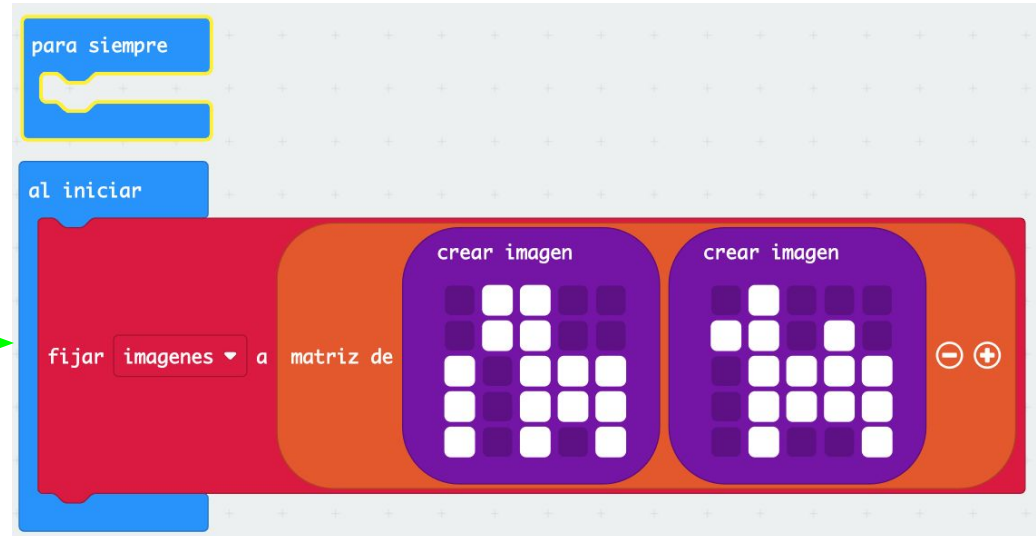 para siempre
al iniciar
crear imagen
crear imagen
fijar imagenes a matriz de